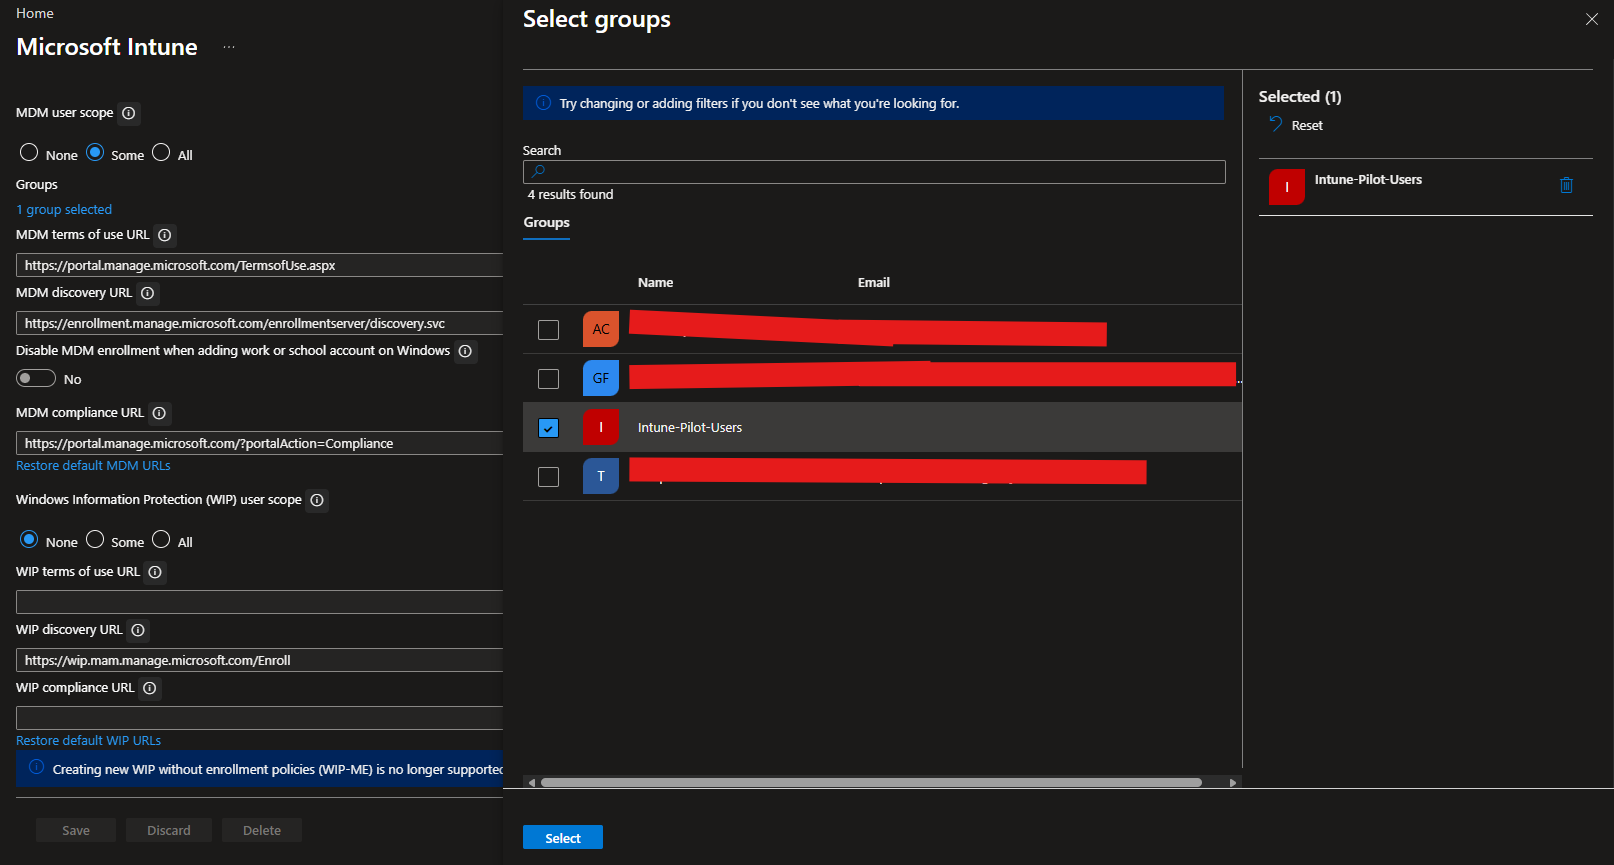 Home
Microsoft Intune ...
MDM user scope
None Some All
Groups
1 group selected
MDM terms of use URL
https://portal.manage.microsoft.com/TermsofUse.aspx
MDM discovery URL
https://enrollment.manage.microsoft.com/enrollmentserver/discovery.svc
Disable MDM enrollment when adding work or school account on Windows
No
MDM compliance URL
https://portal.manage.microsoft.com/?portalAction=Compliance
Restore default MDM URLs
Windows Information Protection (WIP) user scope
None Some All
WIP terms of use URL
WIP discovery URL
https://wip.mam.manage.microsoft.com/Enroll
WIP compliance URL
Restore default WIP URLs
Creating new WIP without enrollment policies (WIP-ME) is no longer supported
Save Discard Delete
Select groups
Try changing or adding filters if you don't see what you're looking for.
Search
4 results found
Groups
Name Email
AC
GF ..
I Intune-Pilot-Users
T
Select
Selected (1)
Reset
I Intune-Pilot-Users